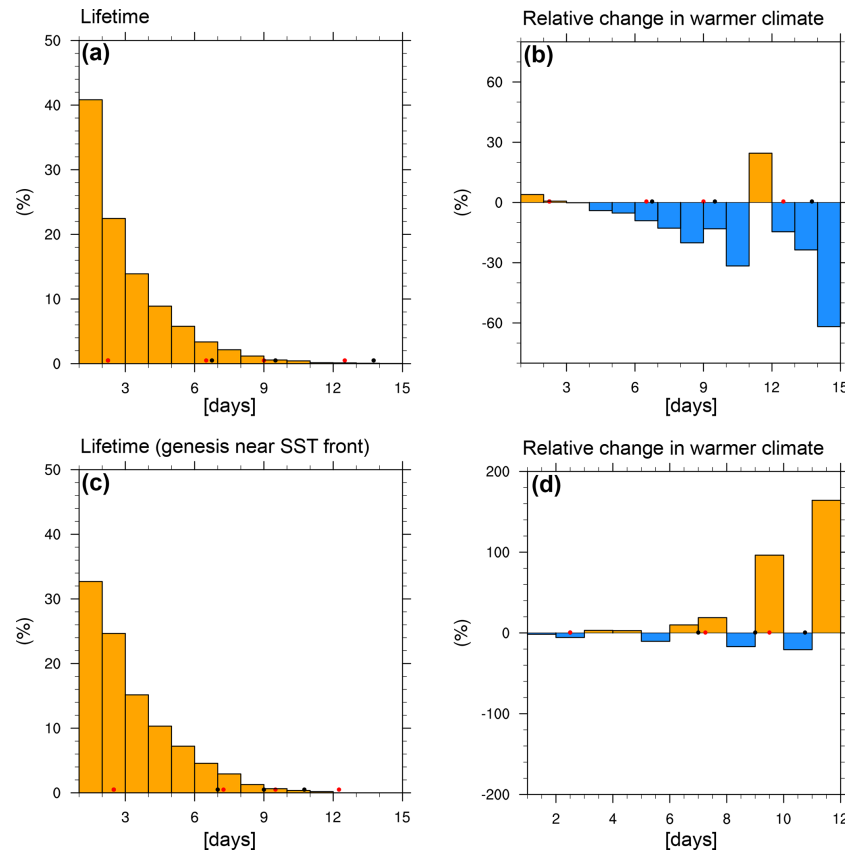 Lifetime
(a)
50
40
30
20
10
0
(%)
3 6 9 12 15
[days]
Relative change in warmer climate
(b)
60
30
0
-30
-60
(%)
3 6 9 12 15
[days]
Lifetime (genesis near SST front)
(c)
50
40
30
20
10
0
(%)
3 6 9 12 15
[days]
Relative change in warmer climate
(d)
200
100
0
-100
-200
(%)
2 4 6 8 10 12
[days]